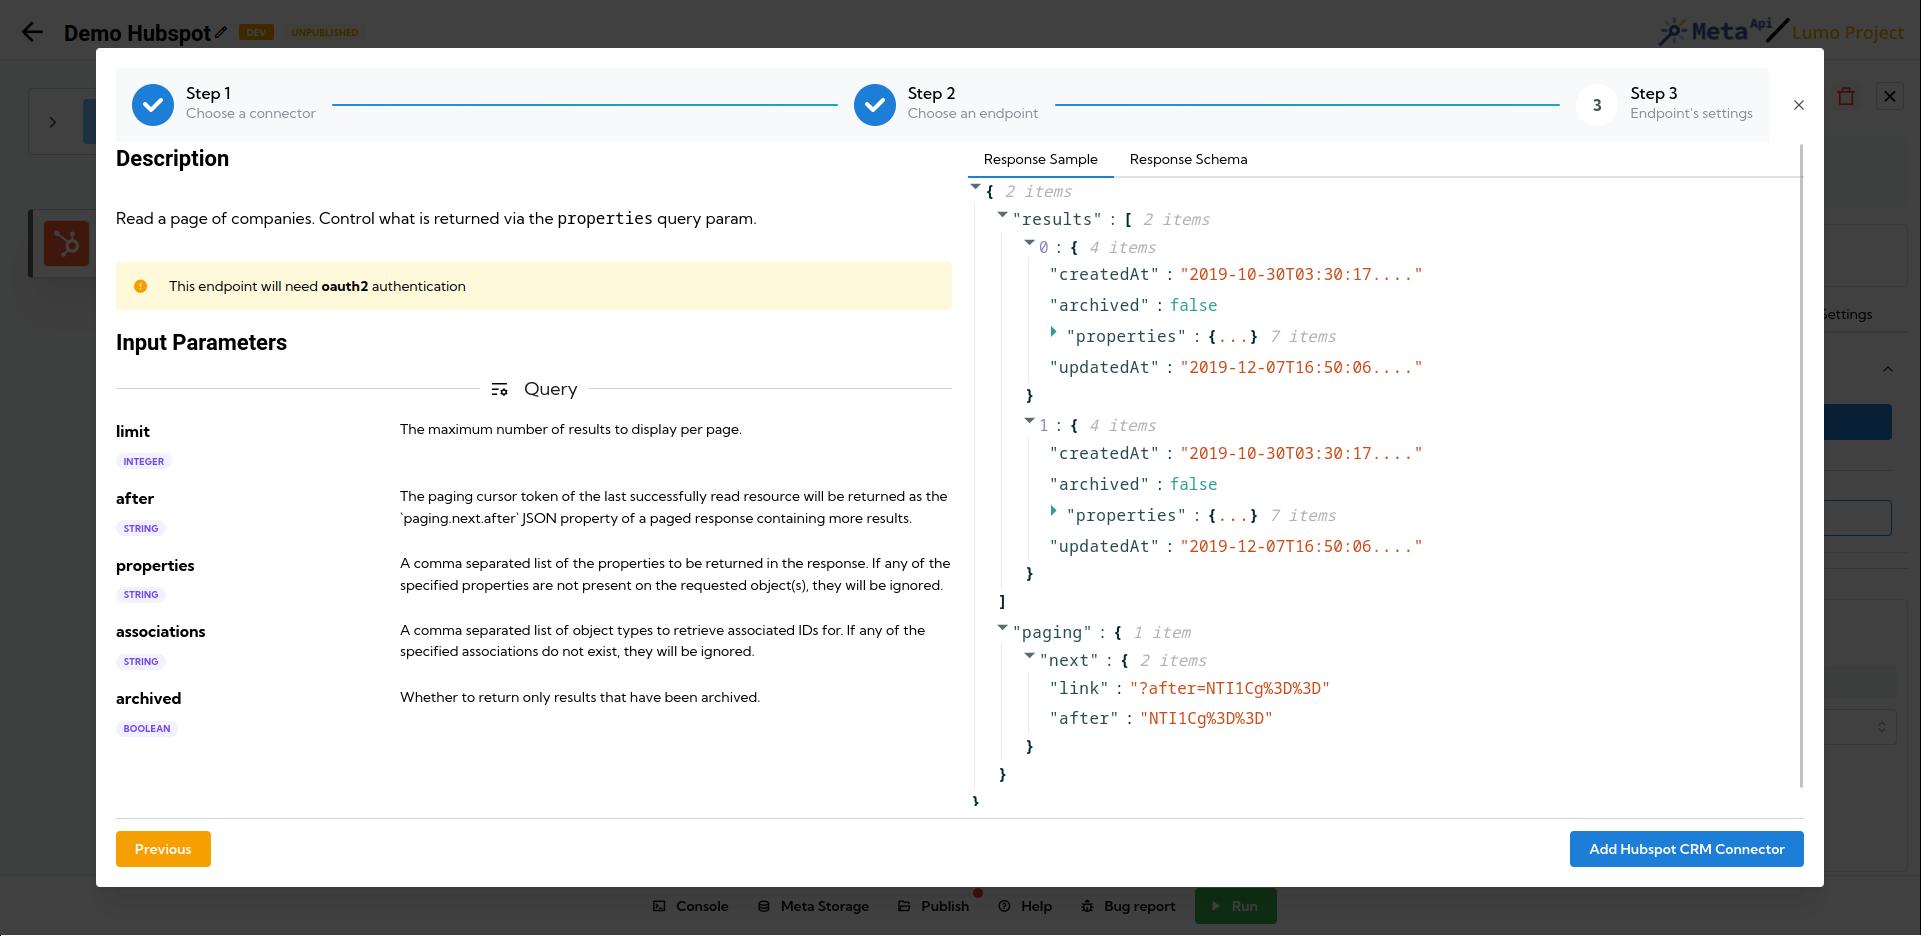 Demo Hubspot DEV UNPUBLISHED
Meta Api Lumo Project
Step 1
Choose a connector
Step 2
Choose an endpoint
3 Step 3
Endpoint's settings
Description
Read a page of companies. Control what is returned via the properties query param.
This endpoint will need oauth2 authentication
Input Parameters
Query
limit
INTEGER
The maximum number of results to display per page.
after
STRING
The paging cursor token of the last successfully read resource will be returned as the
`paging.next.after` JSON property of a paged response containing more results.
properties
STRING
A comma separated list of the properties to be returned in the response. If any of the
specified properties are not present on the requested object(s), they will be ignored.
associations
STRING
A comma separated list of object types to retrieve associated IDs for. If any of the
specified associations do not exist, they will be ignored.
archived
BOOLEAN
Whether to return only results that have been archived.
Response Sample Response Schema
{ 2 items
"results" : [ 2 items
0 : { 4 items
"createdAt" : "2019-10-30T03:30:17...."
"archived" : false
"properties" : {...} 7 items
"updatedAt" : "2019-12-07T16:50:06...."
}
1 : { 4 items
"createdAt" : "2019-10-30T03:30:17...."
"archived" : false
"properties" : {...} 7 items
"updatedAt" : "2019-12-07T16:50:06...."
}
]
"paging" : { 1 item
"next" : { 2 items
"link" : "?after=NTI1Cg%3D%3D"
"after" : "NTI1Cg%3D%3D"
}
}
}
Settings
Previous
Add Hubspot CRM Connector
Console Meta Storage Publish Help Bug report Run